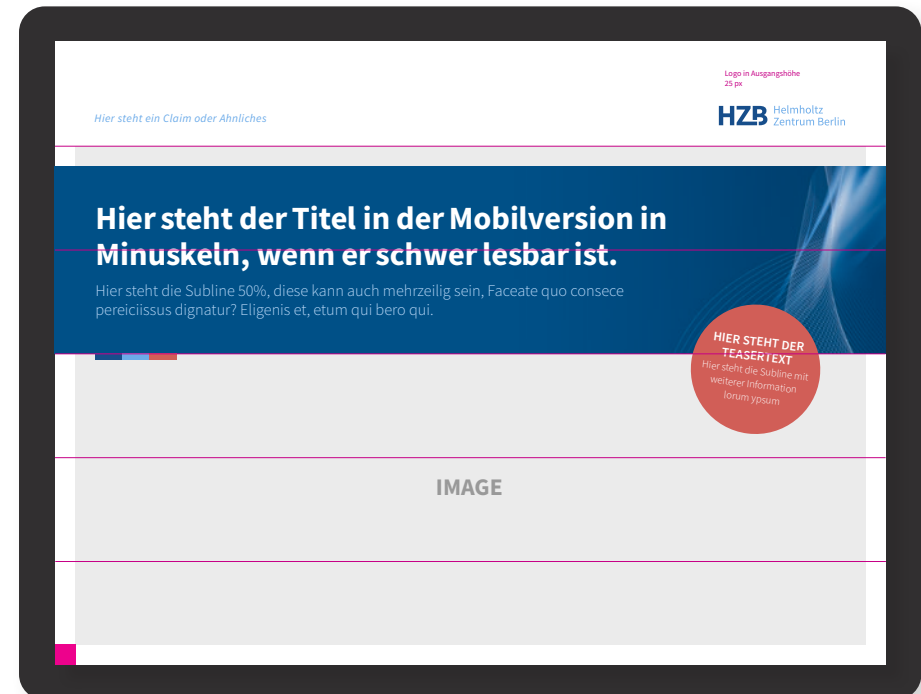 Logo in Ausgangshöhe
25 px
Hier steht ein Claim oder Ahnliches
HZB Helmholtz
Zentrum Berlin
Hier steht der Titel in der Mobilversion in
Minuskeln, wenn er schwer lesbar ist.
Hier steht die Subline 50%, diese kann auch mehrzeilig sein, Faceate quo consece
pereiciissus dignatur? Eligenis et, etum qui bero qui.
HIER STEHT DER
TEASERTEXT
Hier steht die Subline mit
weiterer Information
lorum ypsum
IMAGE